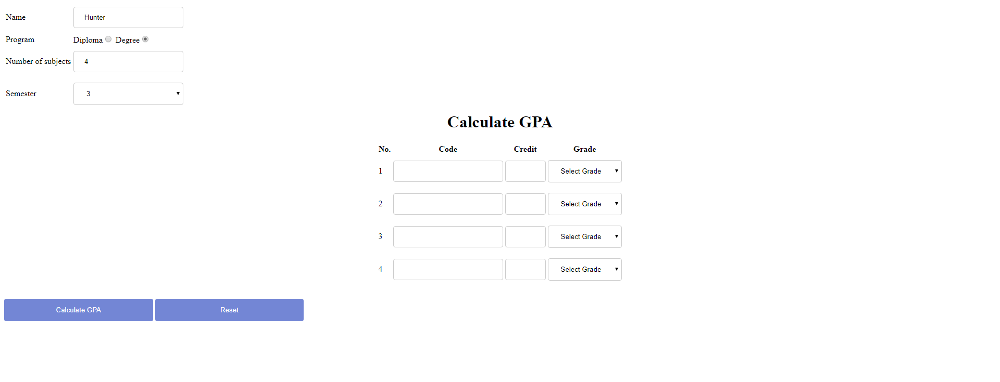 Name Hunter
Program Diploma Degree
Number of subjects 4
Semester 3
Calculate GPA
No. Code Credit Grade
1 Select Grade
2 Select Grade
3 Select Grade
4 Select Grade
Calculate GPA Reset